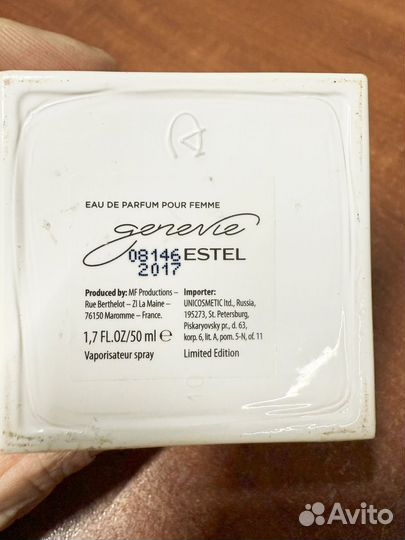 EAU DE PARFUM POUR FEMME
genevie
08146 ESTEL
2017
Produced by: MF Productions –
Rue Berthelot – ZI La Maine –
76150 Maromme – France.
1,7 FL.OZ/50 ml e
Vaporisateur spray
Importer:
UNICOSMETIC ltd., Russia,
195273, St. Petersburg,
Piskaryovsky pr., d. 63,
korp. 6, lit. A, pom. 5-N, of. 11
Limited Edition
10
Avito